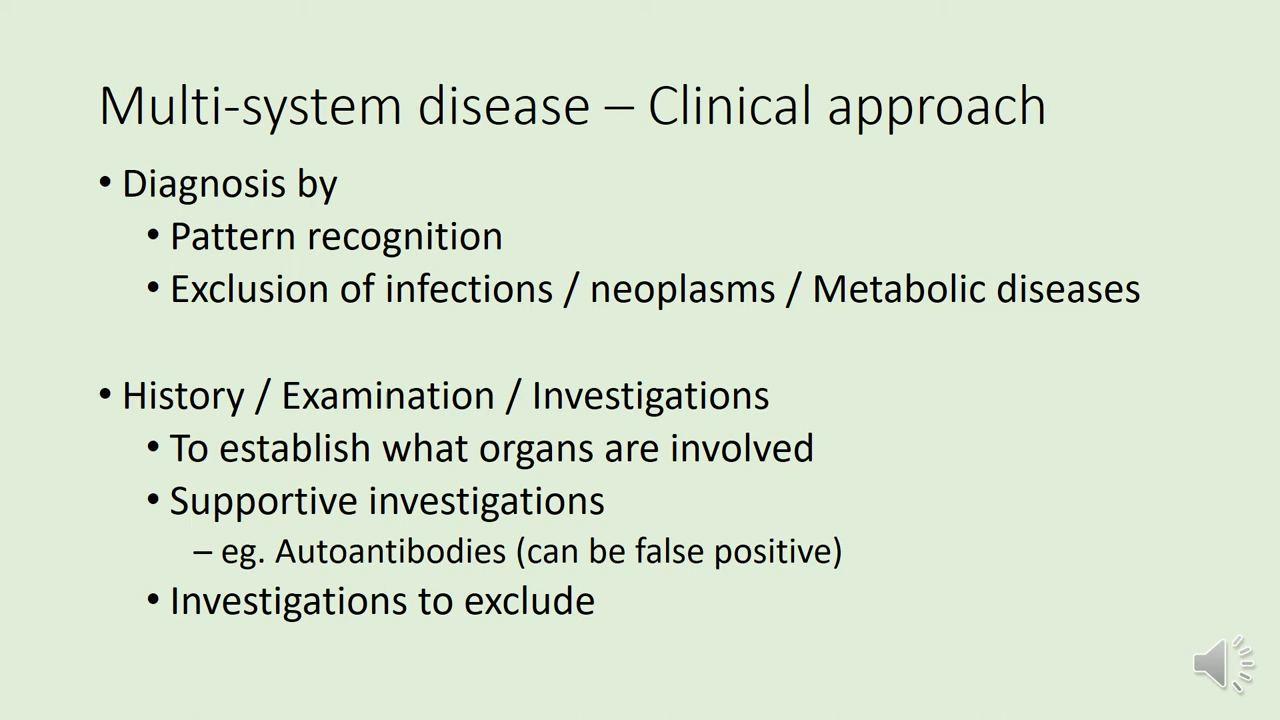 Multi-system disease – Clinical approach
• Diagnosis by
• Pattern recognition
• Exclusion of infections / neoplasms / Metabolic diseases
• History / Examination / Investigations
• To establish what organs are involved
• Supportive investigations
– eg. Autoantibodies (can be false positive)
• Investigations to exclude